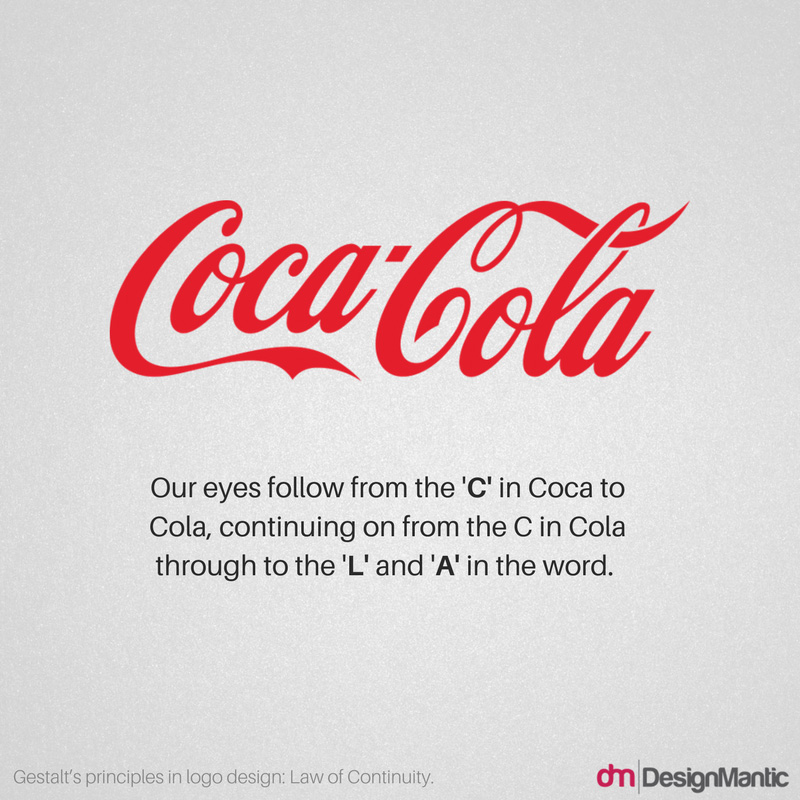 Coca-Cola
Our eyes follow from the 'C' in Coca to
Cola, continuing on from the C in Cola
through to the 'L' and 'A' in the word.
Gestalt's principles in logo design: Law of Continuity.
dm DesignMantic